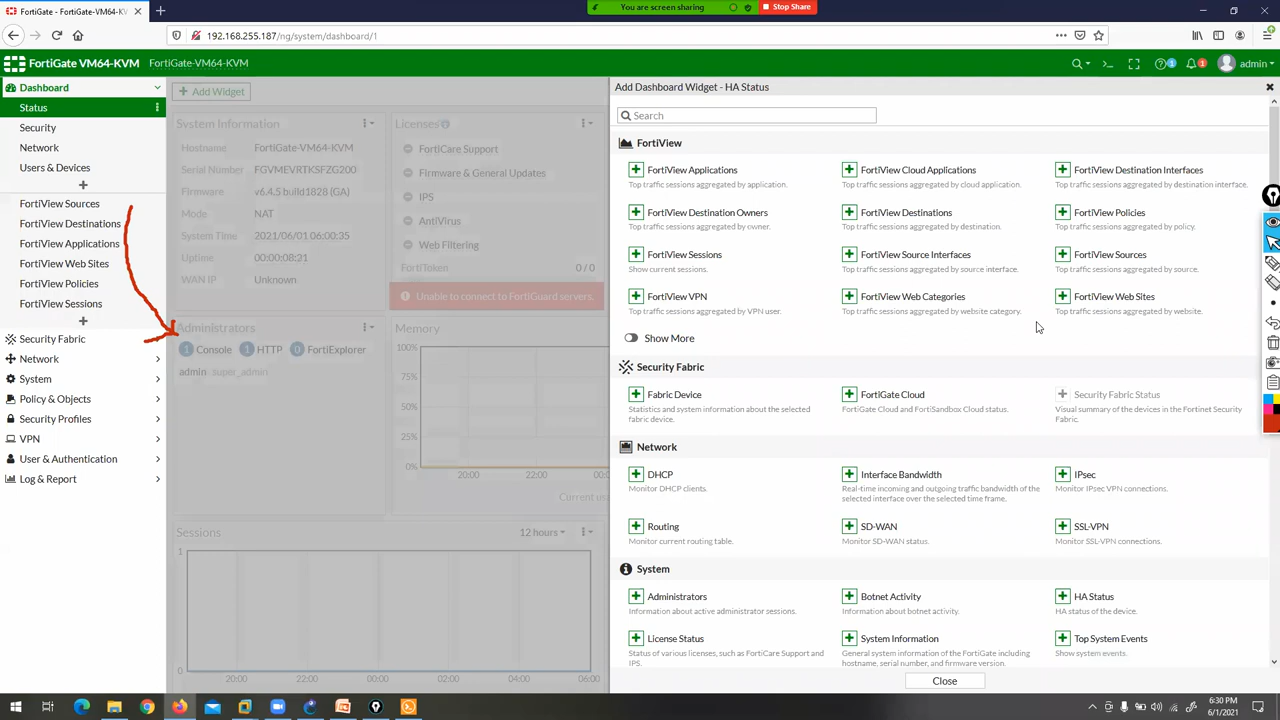 FortiGate - FortiGate-VM64-KV
You are screen sharing
Stop Share
192.168.255.187/ng/system/dashboard/1
FortiGate VM64-KVM
FortiGate-VM64-KVM
1
1
admin
Dashboard
Status
Security
Network
Users & Devices
FortiView Sources
FortiView Destinations
FortiView Applications
FortiView Web Sites
FortiView Policies
FortiView Sessions
Security Fabric
Network
System
Policy & Objects
Security Profiles
VPN
User & Authentication
Log & Report
Add Widget
System Information
Hostname FortiGate-VM64-KVM
Serial Number FGVMEVRTKSFZG200
Firmware v6.4.5 build1828 (GA)
Mode NAT
System Time 2021/06/01 06:00:35
Uptime 00:00:08:21
WAN IP Unknown
Licenses
FortiCare Support
Firmware & General Updates
IPS
AntiVirus
Web Filtering
FortiToken 0 / 0
Unable to connect to FortiGuard servers.
Administrators
1 Console 1 HTTP 0 FortiExplorer
admin super_admin
Memory
100%
75%
50%
25%
0%
20:00 22:00 00:0
Current usa
Sessions
12 hours
1
0
20:00 22:00 00:00 02:00 04:00 06:00
Add Dashboard Widget - HA Status
Search
FortiView
FortiView Applications
Top traffic sessions aggregated by application.
FortiView Cloud Applications
Top traffic sessions aggregated by cloud application.
FortiView Destination Interfaces
Top traffic sessions aggregated by destination interface.
FortiView Destination Owners
Top traffic sessions aggregated by owner.
FortiView Destinations
Top traffic sessions aggregated by destination.
FortiView Policies
Top traffic sessions aggregated by policy.
FortiView Sessions
Show current sessions.
FortiView Source Interfaces
Top traffic sessions aggregated by source interface.
FortiView Sources
Top traffic sessions aggregated by source.
FortiView VPN
Top traffic sessions aggregated by VPN user.
FortiView Web Categories
Top traffic sessions aggregated by website category.
FortiView Web Sites
Top traffic sessions aggregated by website.
Show More
Security Fabric
Fabric Device
Statistics and system information about the selected
fabric device.
FortiGate Cloud
FortiGate Cloud and FortiSandbox Cloud status.
Security Fabric Status
Visual summary of the devices in the Fortinet Security
Fabric.
Network
DHCP
Monitor DHCP clients.
Interface Bandwidth
Real-time incoming and outgoing traffic bandwidth of the
selected interface over the selected time frame.
IPsec
Monitor IPsec VPN connections.
Routing
Monitor current routing table.
SD-WAN
Monitor SD-WAN status.
SSL-VPN
Monitor SSL-VPN connections.
System
Administrators
Information about active administrator sessions.
Botnet Activity
Information about botnet activity.
HA Status
HA status of the device.
License Status
Status of various licenses, such as FortiCare Support and
IPS.
System Information
General system information of the FortiGate including
hostname, serial number, and firmware version.
Top System Events
Show system events.
Close
6:30 PM
6/1/2021